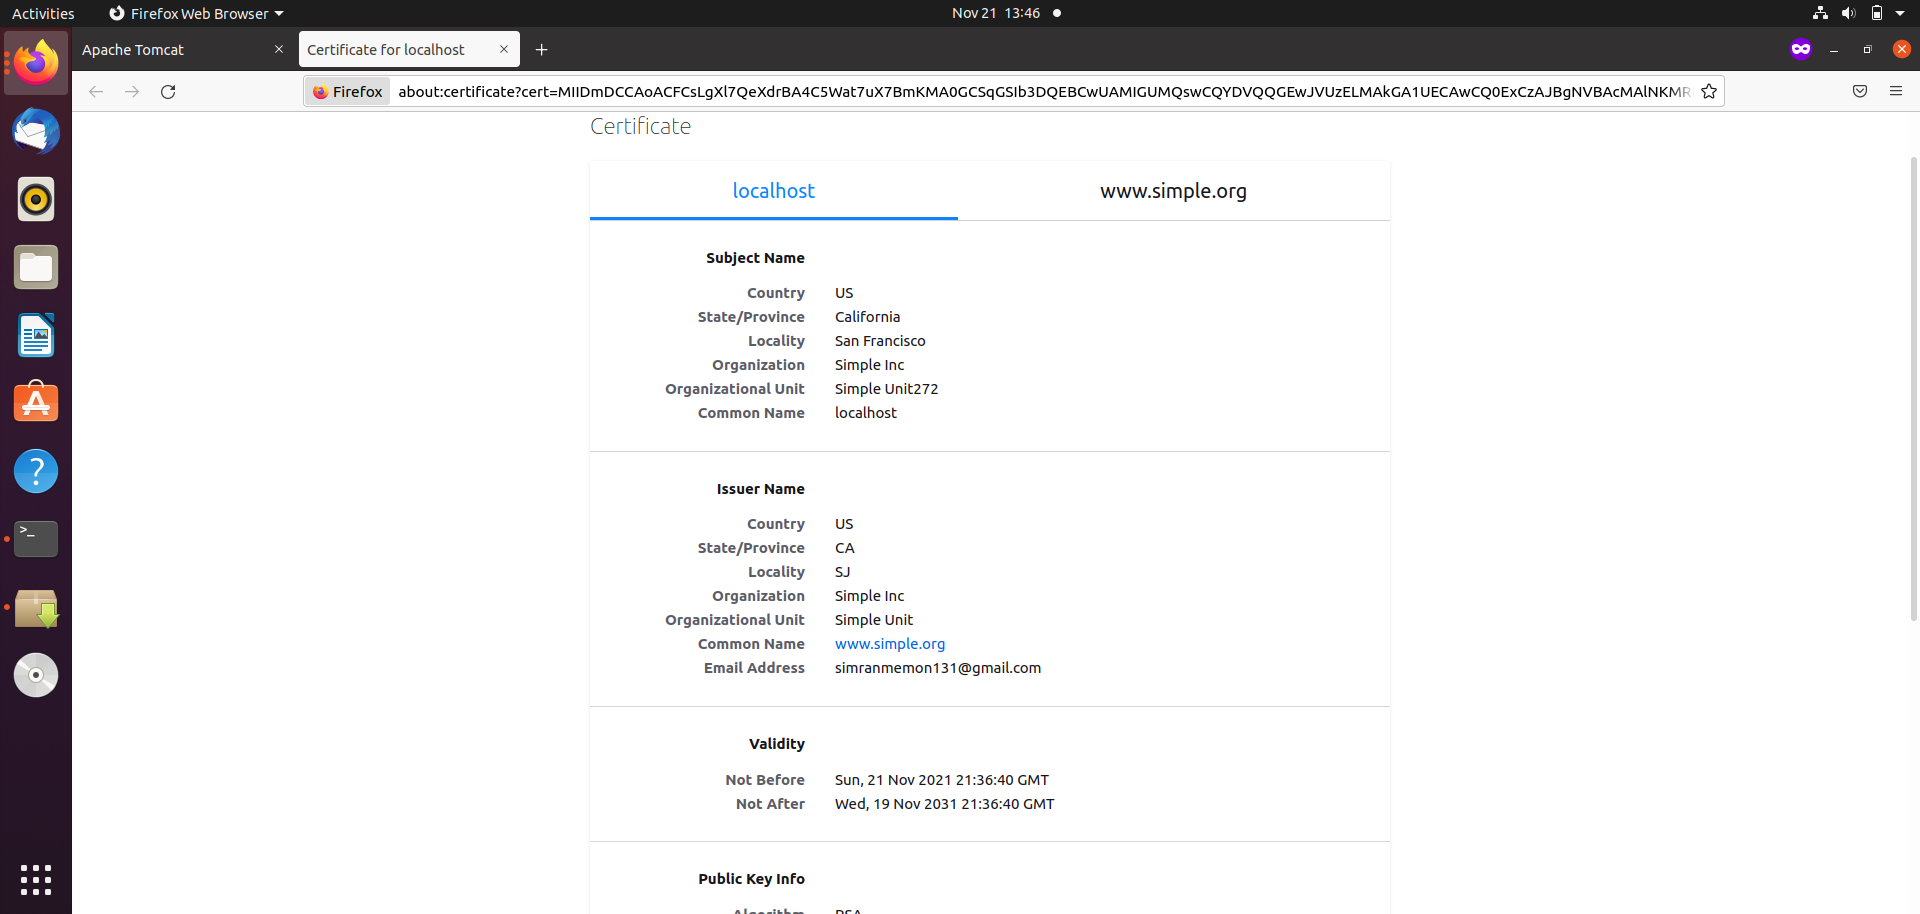 Activities
Firefox Web Browser
Nov 21 13:46
Apache Tomcat
Certificate for localhost
Firefox
about:certificate?cert=MIIDmDCCAoACFCsLgXl7QeXdrBA4C5Wat7uX7BmKMA0GCSqGSIb3DQEBCwUAMIGUMQswCQYDVQQGEwJVUzELMAkGA1UECAwCQ0ExCzAJBgNVBAcMAlNKMR
Certificate
localhost
www.simple.org
Subject Name
Country US
State/Province California
Locality San Francisco
Organization Simple Inc
Organizational Unit Simple Unit272
Common Name localhost
Issuer Name
Country US
State/Province CA
Locality SJ
Organization Simple Inc
Organizational Unit Simple Unit
Common Name www.simple.org
Email Address simranmemon131@gmail.com
Validity
Not Before Sun, 21 Nov 2021 21:36:40 GMT
Not After Wed, 19 Nov 2031 21:36:40 GMT
Public Key Info
Algorithm RSA